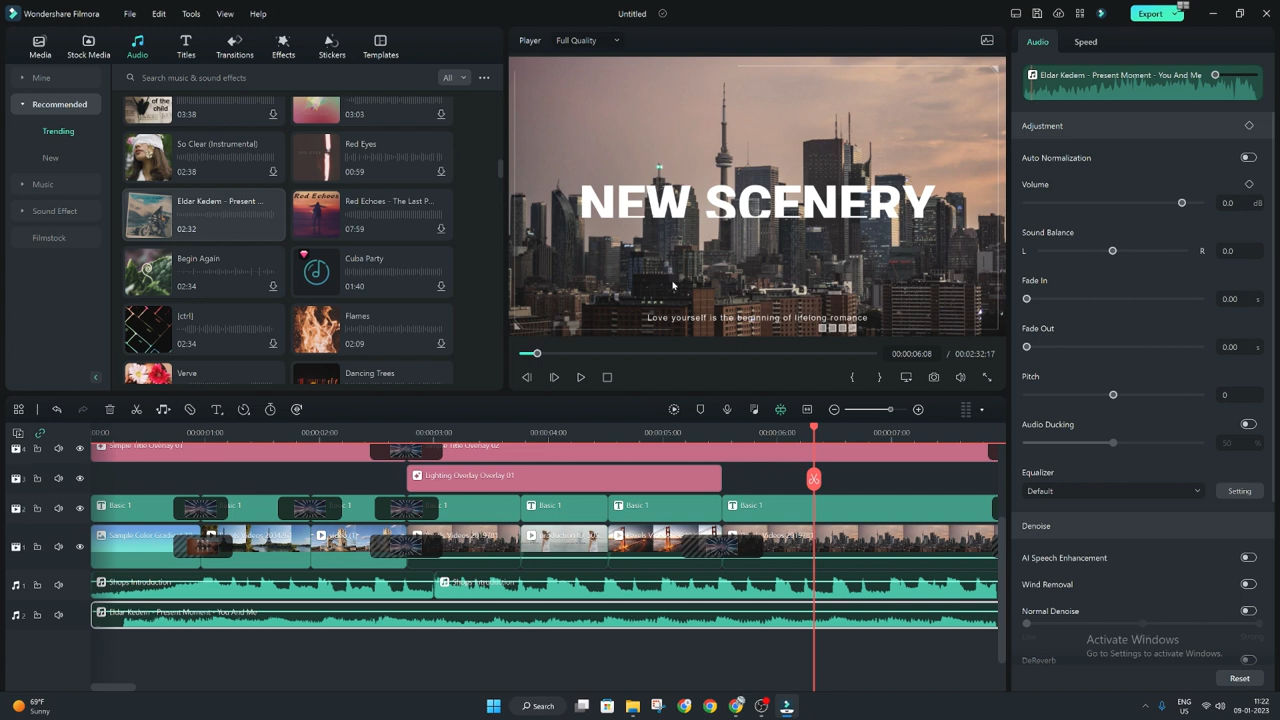 Wondershare Filmora
File
Edit
Tools
View
Help
Untitled
Export
Media
Stock Media
Audio
Titles
Transitions
Effects
Stickers
Templates
Player
Full Quality
Audio
Speed
Mine
Search music & sound effects
All
Recommended
Trending
New
Music
Sound Effect
Filmstock
of the
child
03:38
03:03
So Clear (Instrumental)
02:38
Red Eyes
00:59
Eldar Kedem - Present ...
02:32
Red Echoes - The Last P...
07:59
Begin Again
02:34
Cuba Party
01:40
[ctrl]
02:34
Flames
02:09
Verve
Dancing Trees
NEW SCENERY
Love yourself is the beginning of lifelong romance
00:00:06:08 / 00:02:32:17
Eldar Kedem - Present Moment - You And Me
Adjustment
Auto Normalization
Volume
0.0 dB
Sound Balance
L
R
0.0
Fade In
0.00 s
Fade Out
0.00 s
Pitch
0
Audio Ducking
50 %
Equalizer
Default
Setting
Denoise
AI Speech Enhancement
Wind Removal
Normal Denoise
Low
Strong
DeReverb
Activate Windows
Go to Settings to activate Windows.
Reset
00:00
00:00:01:00
00:00:02:00
00:00:03:00
00:00:04:00
00:00:05:00
00:00:06:00
00:00:07:00
Simple Title Overlay 01
Lighting Overlay Overlay 01
Basic 1
Basic 1
Basic 1
Basic 1
Sample Color Gradi
Shops Introduction
Shops Introduction
Eldar Kedem - Present Moment - You And Me
69°F
Sunny
Search
ENG
US
11:22
09-01-2023